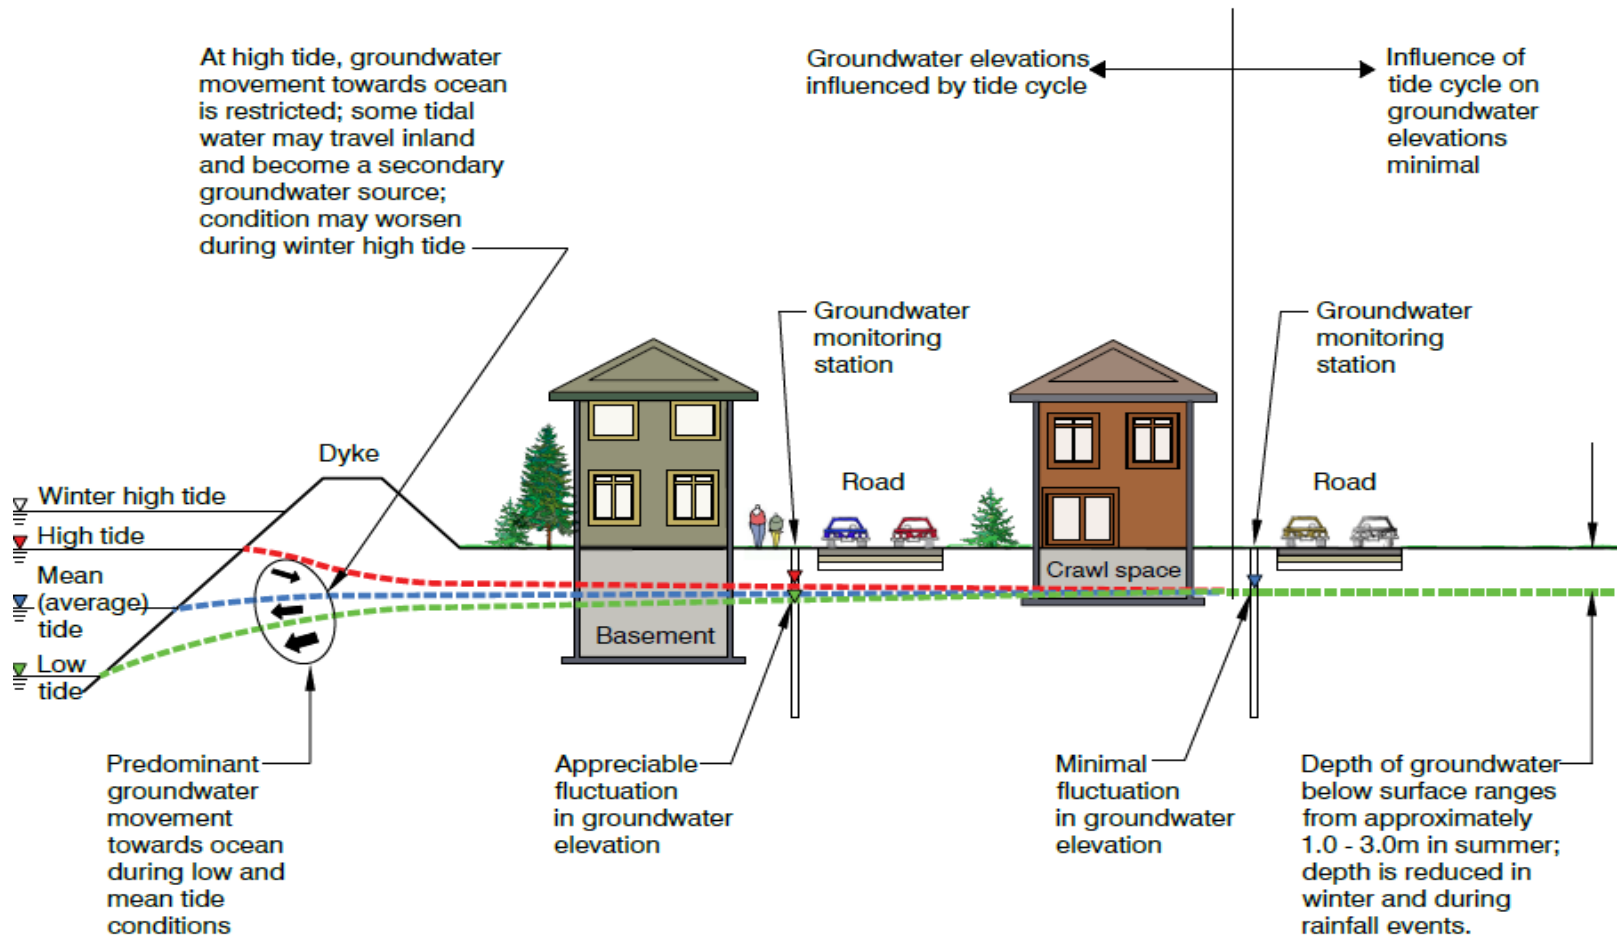 At high tide, groundwater
movement towards ocean
is restricted; some tidal
water may travel inland
and become a secondary
groundwater source;
condition may worsen
during winter high tide
Groundwater elevations
influenced by tide cycle
Influence of
tide cycle on
groundwater
elevations
minimal
Groundwater
monitoring
station
Groundwater
monitoring
station
Dyke
Road
Road
Winter high tide
High tide
Mean
(average)
tide
Low
tide
Crawl space
Basement
Predominant
groundwater
movement
towards ocean
during low and
mean tide
conditions
Appreciable
fluctuation
in groundwater
elevation
Minimal
fluctuation
in groundwater
elevation
Depth of groundwater
below surface ranges
from approximately
1.0 - 3.0m in summer;
depth is reduced in
winter and during
rainfall events.